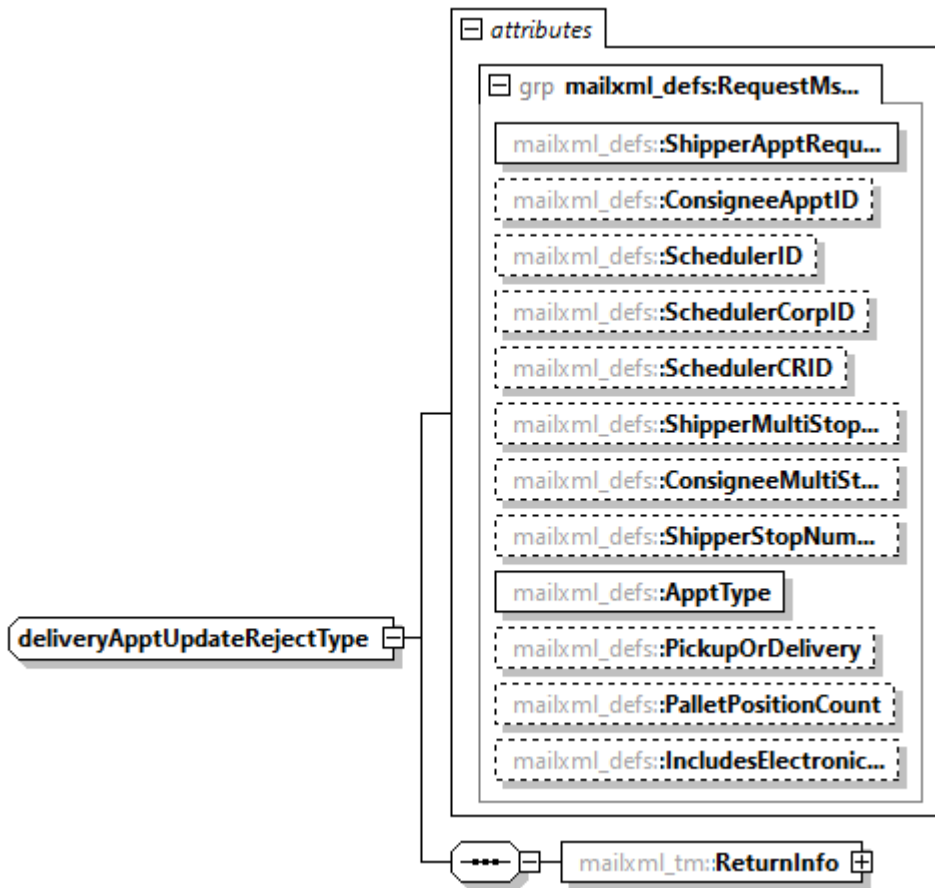 attributes
grp mailxml_defs:RequestMs...
mailxml_defs::ShipperApptRequ...
mailxml_defs::ConsigneeApptID
mailxml_defs::SchedulerID
mailxml_defs::SchedulerCorpID
mailxml_defs::SchedulerCRID
mailxml_defs::ShipperMultiStop...
mailxml_defs::ConsigneeMultiSt...
mailxml_defs::ShipperStopNum...
mailxml_defs::ApptType
deliveryApptUpdateRejectType
mailxml_defs::PickupOrDelivery
mailxml_defs::PalletPositionCount
mailxml_defs::IncludesElectronic...
mailxml_tm::ReturnInfo